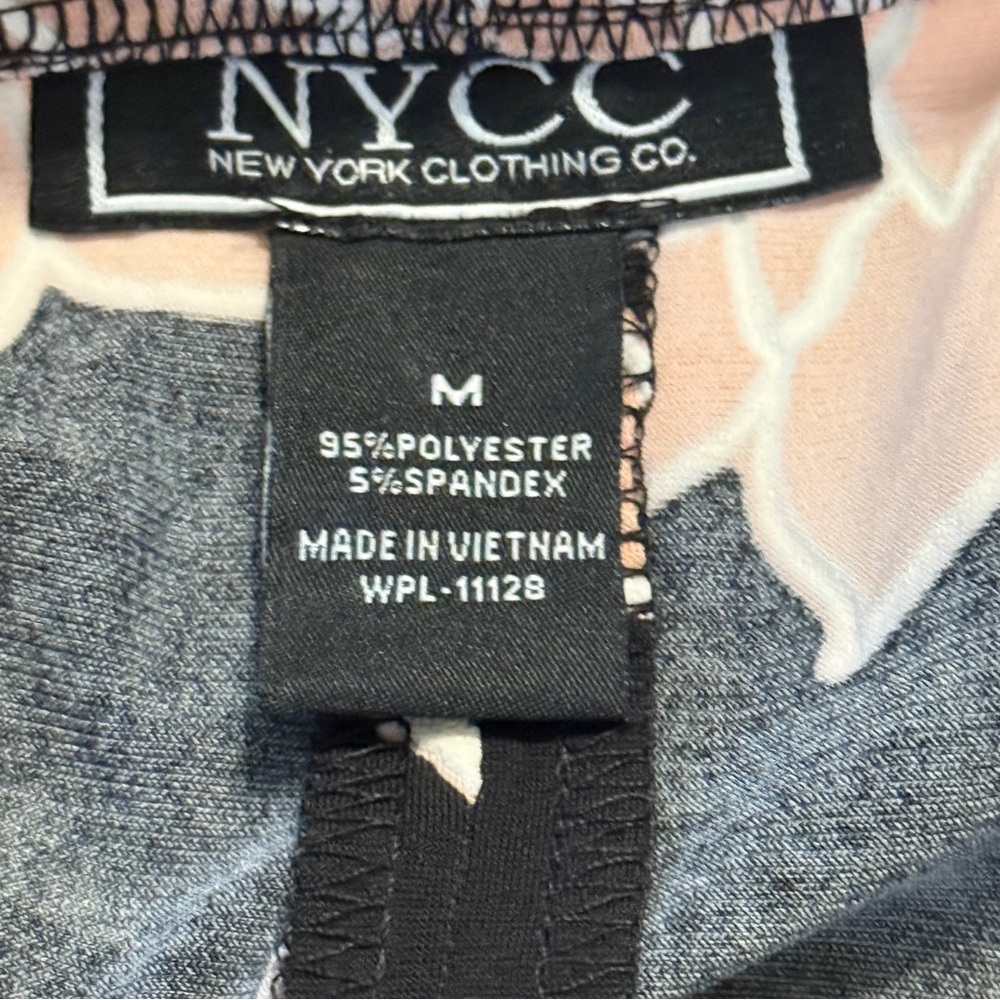 NYCC
NEW YORK CLOTHING CO.
M
95%POLYESTER
5%SPANDEX
MADE IN VIETNAM
WPL-11128